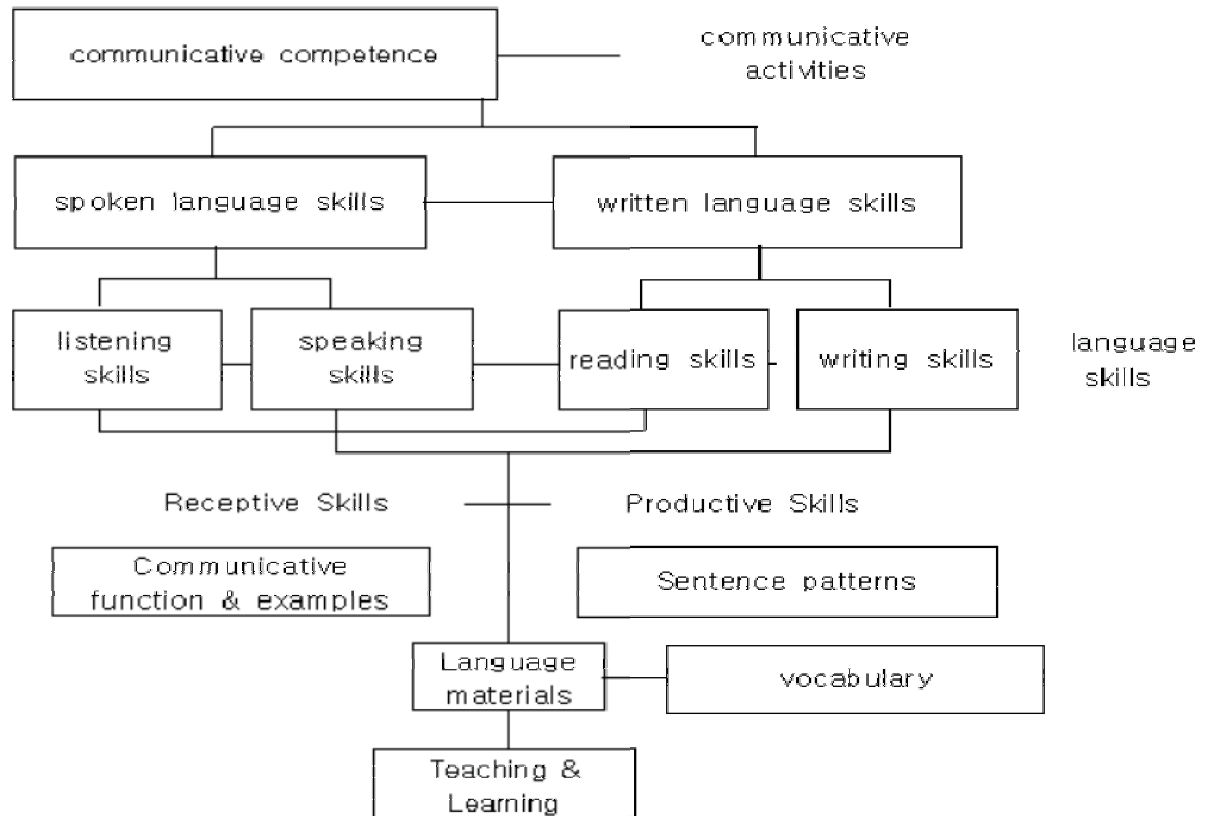 communicative competence
communicative
activities
spoken language skills
written language skills
listening
skills
speaking
skills
reading skills
writing skills
language
skills
Receptive Skills
Productive Skills
Communicative
function & examples
Sentence patterns
Language
materials
vocabulary
Teaching &
Learning